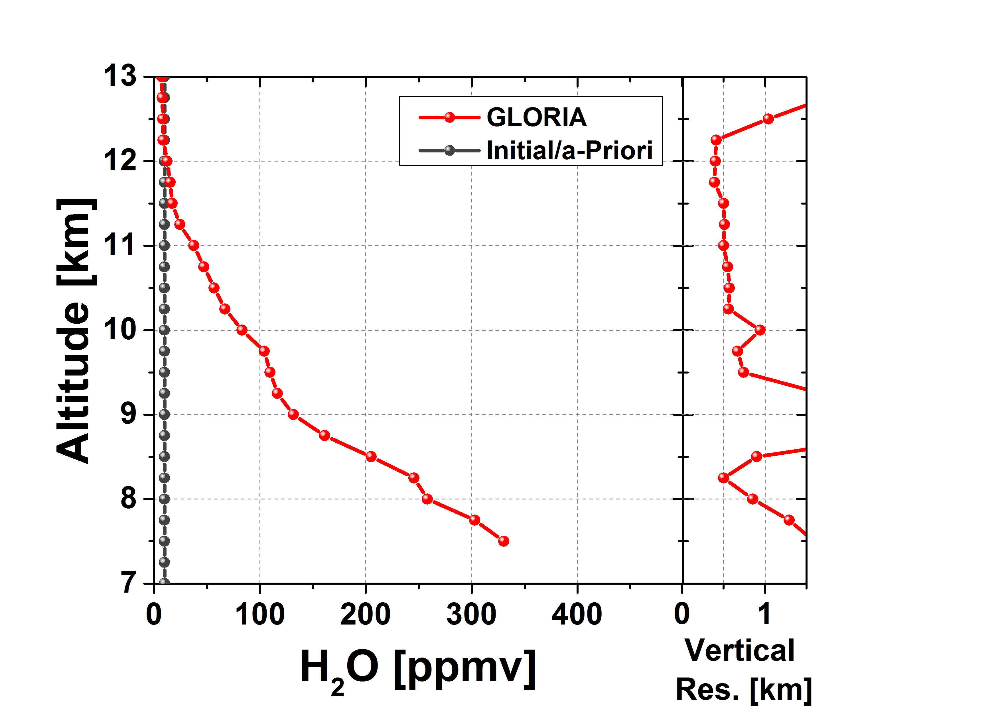 13
12
11
10
9
8
7
Altitude [km]
GLORIA
Initial/a-Priori
0 100 200 300 400 0 1
H₂O [ppmv]
Vertical
Res. [km]